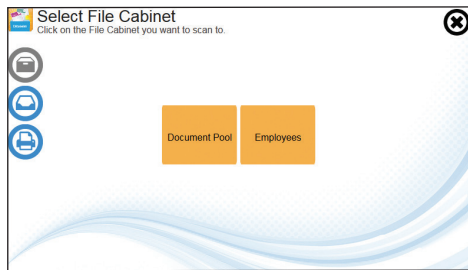 Select File Cabinet
Click on the File Cabinet you want to scan to.
Document Pool
Employees